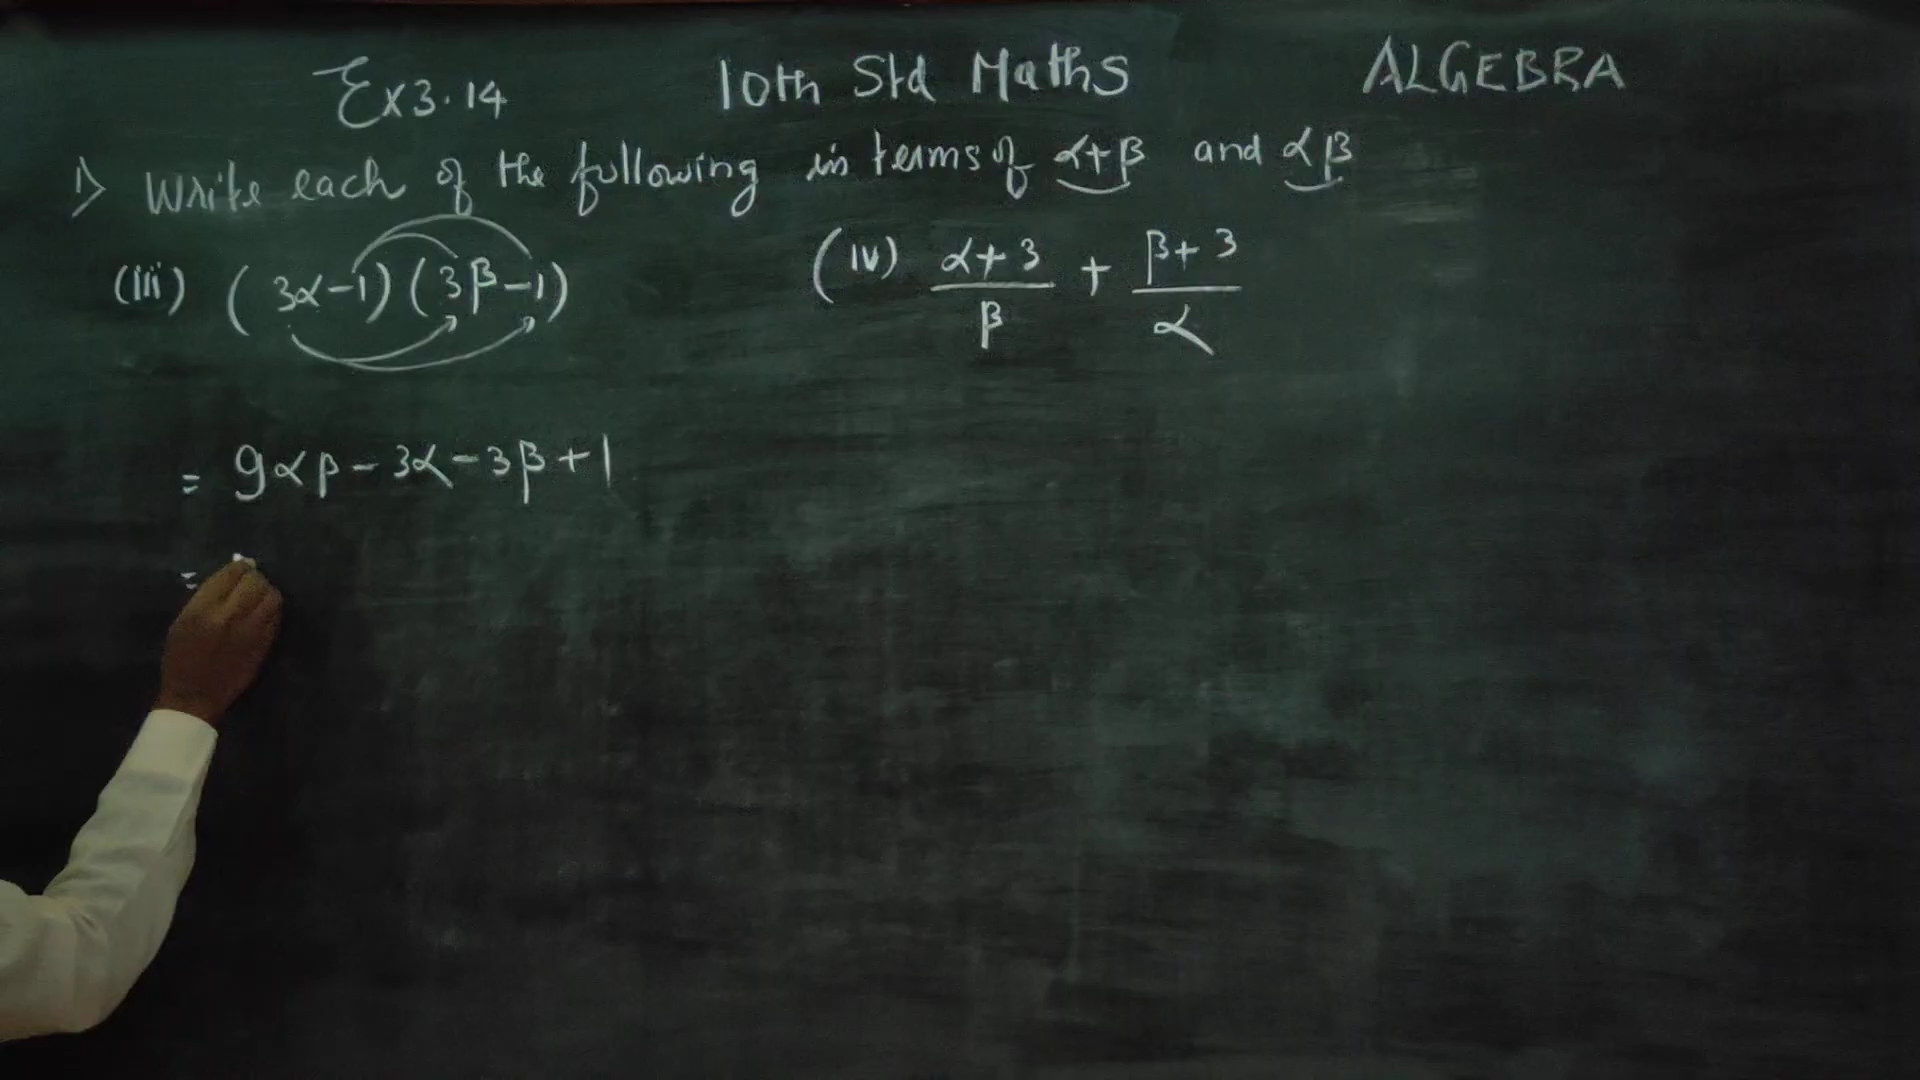 Ex 3.14 10th Std Maths ALGEBRA
1) Write each of the following in terms of α+β and αβ
(iii) (3α-1)(3β-1) (iv) α+3/β + β+3/α
= 9αβ-3α-3β+1
=